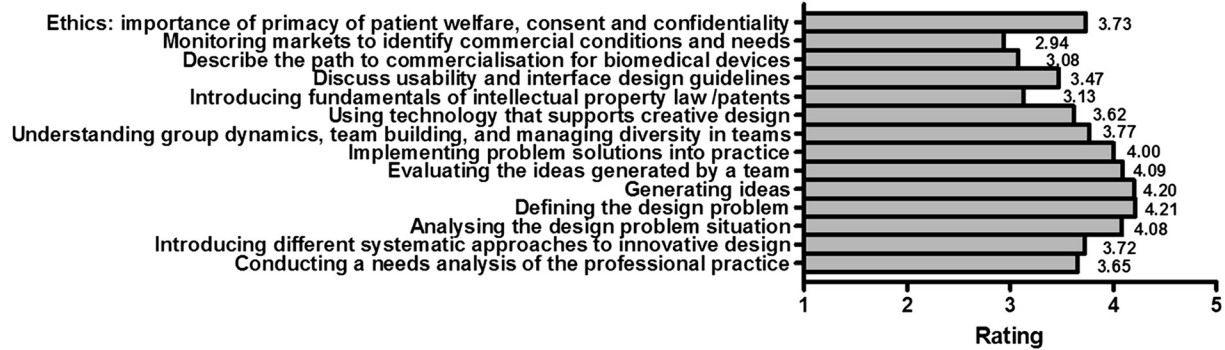 Ethics: importance of primacy of patient welfare, consent and confidentiality 3.73
Monitoring markets to identify commercial conditions and needs 2.94
Describe the path to commercialisation for biomedical devices 3.08
Discuss usability and interface design guidelines 3.47
Introducing fundamentals of intellectual property law /patents 3.13
Using technology that supports creative design 3.62
Understanding group dynamics, team building, and managing diversity in teams 3.77
Implementing problem solutions into practice 4.00
Evaluating the ideas generated by a team 4.09
Generating ideas 4.20
Defining the design problem 4.21
Analysing the design problem situation 4.08
Introducing different systematic approaches to innovative design 3.72
Conducting a needs analysis of the professional practice 3.65
1 2 3 4 5
Rating